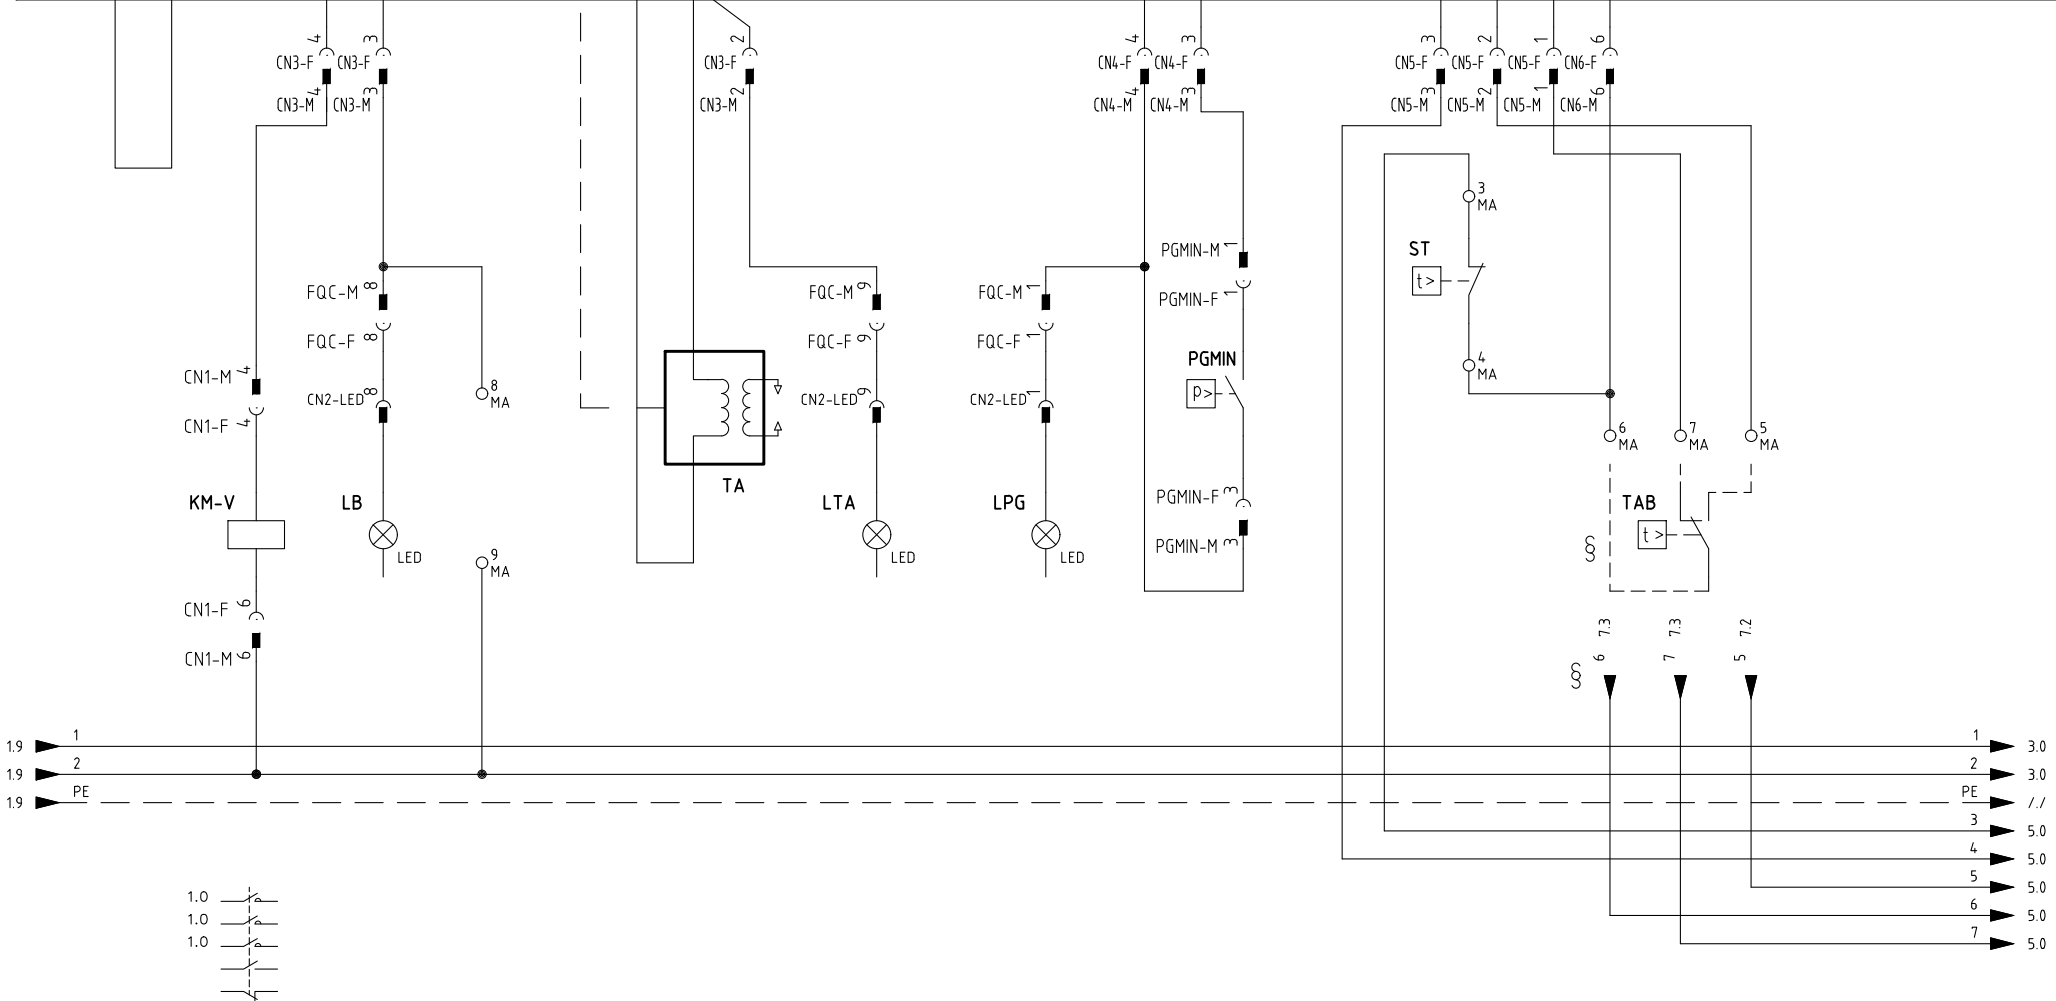 4 3 2 4 3 3 2 1 6
CN3-F CN3-F CN3-F CN4-F CN4-F CN5-F CN5-F CN5-F CN6-F
4 3 2 4 3 3 2 1 6
CN3-M CN3-M CN3-M CN4-M CN4-M CN5-M CN5-M CN5-M CN6-M
3
MA
PGMIN-M 1
ST
t>
FQC-M 8 FQC-M 9 FQC-M 1 PGMIN-F 1
FQC-F 8 FQC-F 9 FQC-F 1
PGMIN
4
MA
CN1-M 4
8
MA
p>
CN2-LED 8 CN2-LED 9 CN2-LED 1
CN1-F 4
6 7 5
MA MA MA
TA
PGMIN-F 3
KM-V LB LTA LPG TAB
t>
PGMIN-M 3
§
LED LED LED
9
MA
CN1-F 6
7.3 7.3 7.2
CN1-M 6
6 7 5
§
1.9 1 1 3.0
1.9 2 2 3.0
1.9 PE PE /./
3 5.0
4 5.0
5 5.0
6 5.0
7 5.0
1.0
1.0
1.0